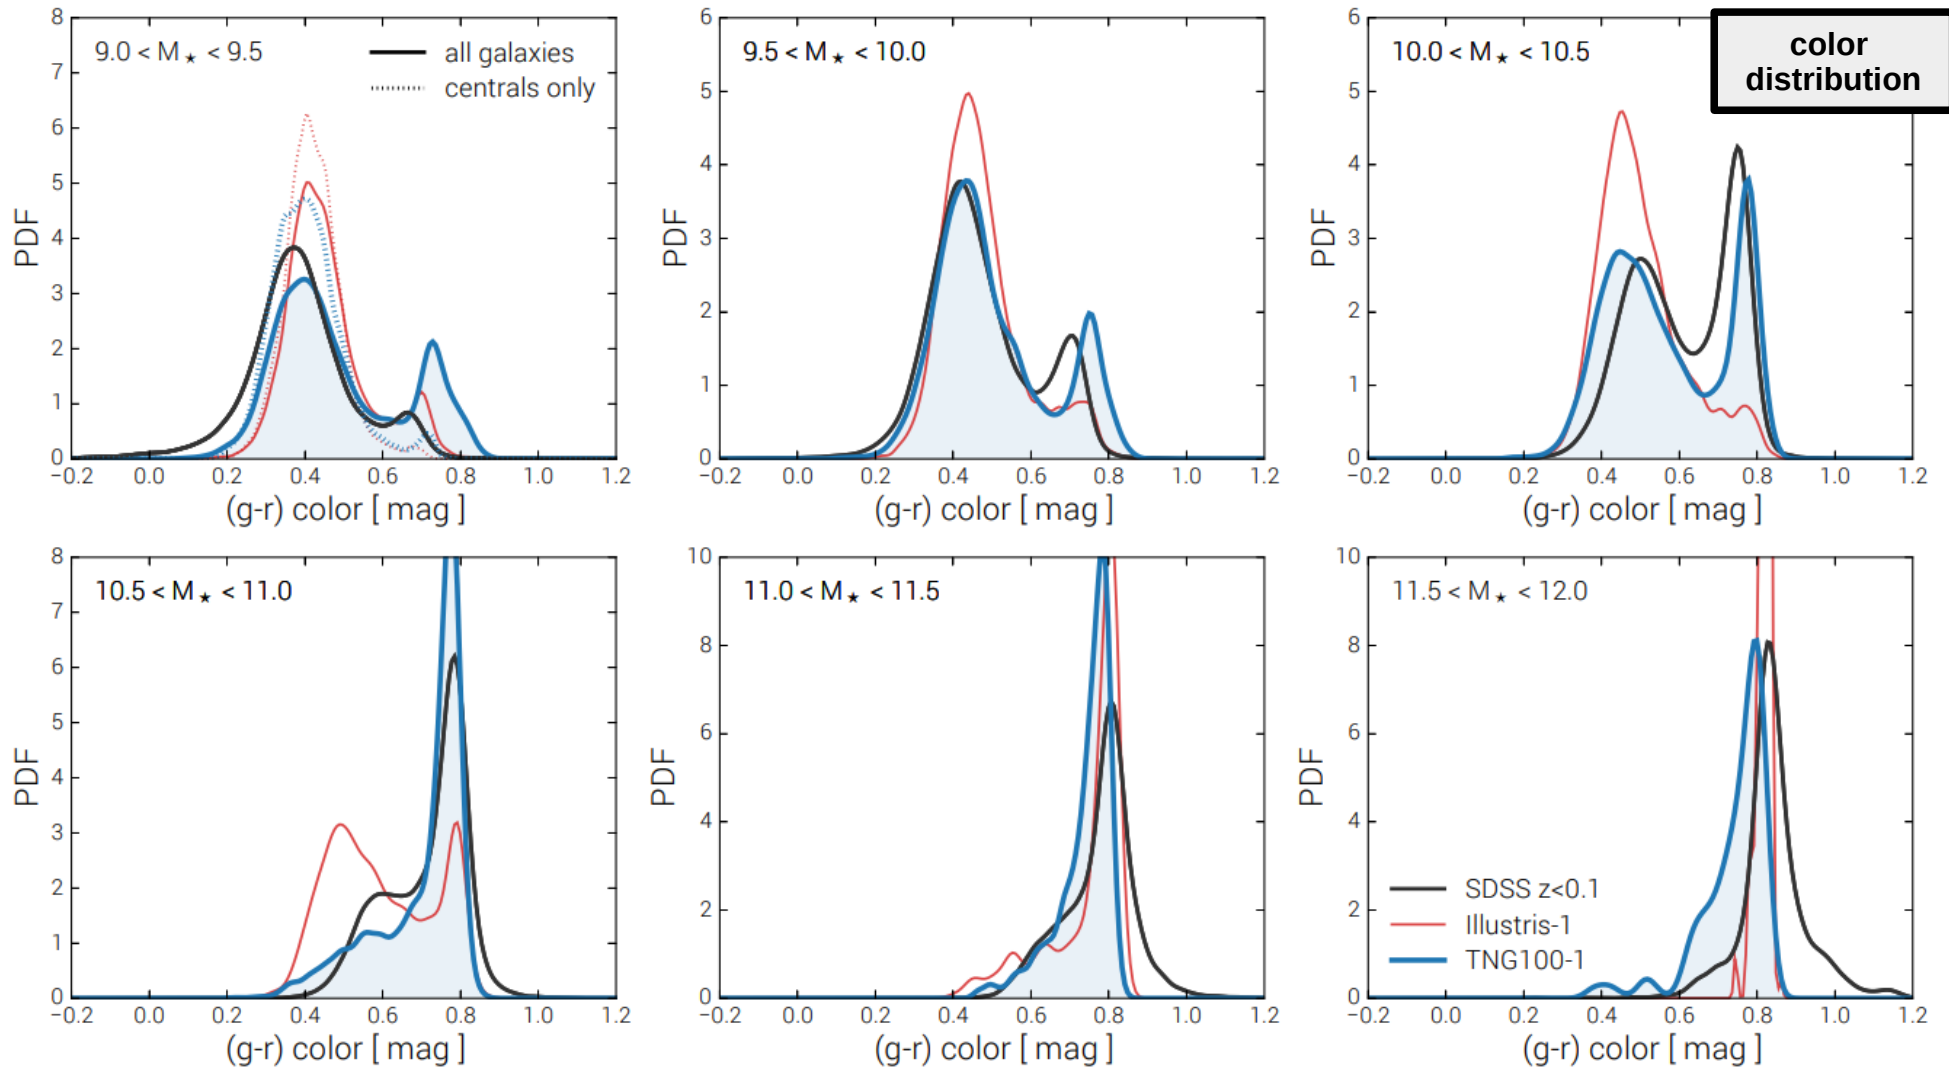 9.0 < M⋆ < 9.5
all galaxies
centrals only
PDF
8
7
6
5
4
3
2
1
0
−0.2 0.0 0.2 0.4 0.6 0.8 1.0 1.2
(g-r) color [ mag ]
9.5 < M⋆ < 10.0
PDF
6
5
4
3
2
1
0
−0.2 0.0 0.2 0.4 0.6 0.8 1.0 1.2
(g-r) color [ mag ]
10.0 < M⋆ < 10.5
color
distribution
PDF
6
5
4
3
2
1
0
−0.2 0.0 0.2 0.4 0.6 0.8 1.0 1.2
(g-r) color [ mag ]
10.5 < M⋆ < 11.0
PDF
8
7
6
5
4
3
2
1
0
−0.2 0.0 0.2 0.4 0.6 0.8 1.0 1.2
(g-r) color [ mag ]
11.0 < M⋆ < 11.5
PDF
10
8
6
4
2
0
−0.2 0.0 0.2 0.4 0.6 0.8 1.0 1.2
(g-r) color [ mag ]
11.5 < M⋆ < 12.0
PDF
10
8
6
4
2
0
SDSS z<0.1
Illustris-1
TNG100-1
−0.2 0.0 0.2 0.4 0.6 0.8 1.0 1.2
(g-r) color [ mag ]